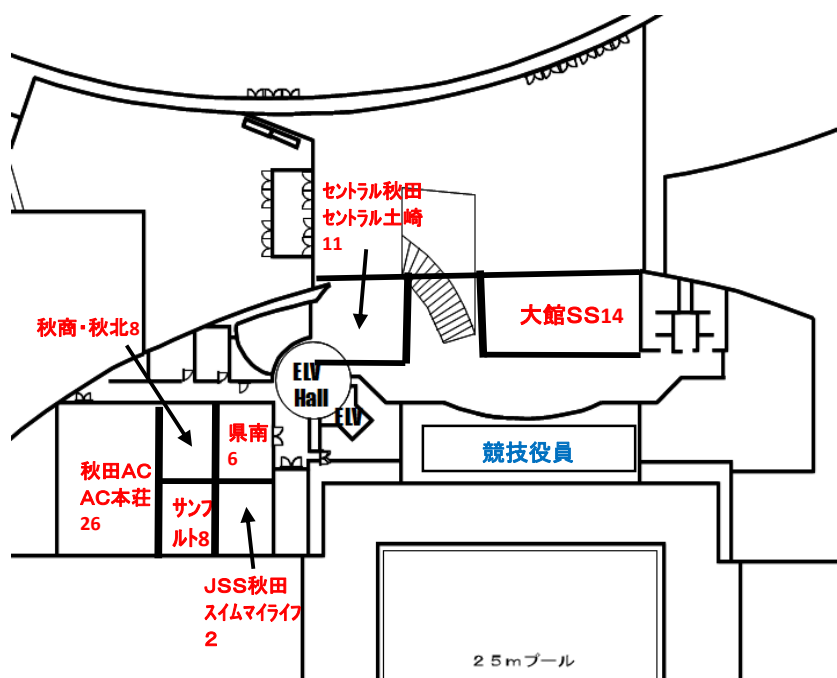 セントラル秋田
セントラル土崎
11
大館SS14
秋商・秋北8
ELV
Hall
ELV
県南
6
競技役員
秋田AC
AC本荘
26
サンフ
ルト8
JSS秋田
スイムマイライフ
2
25mプール